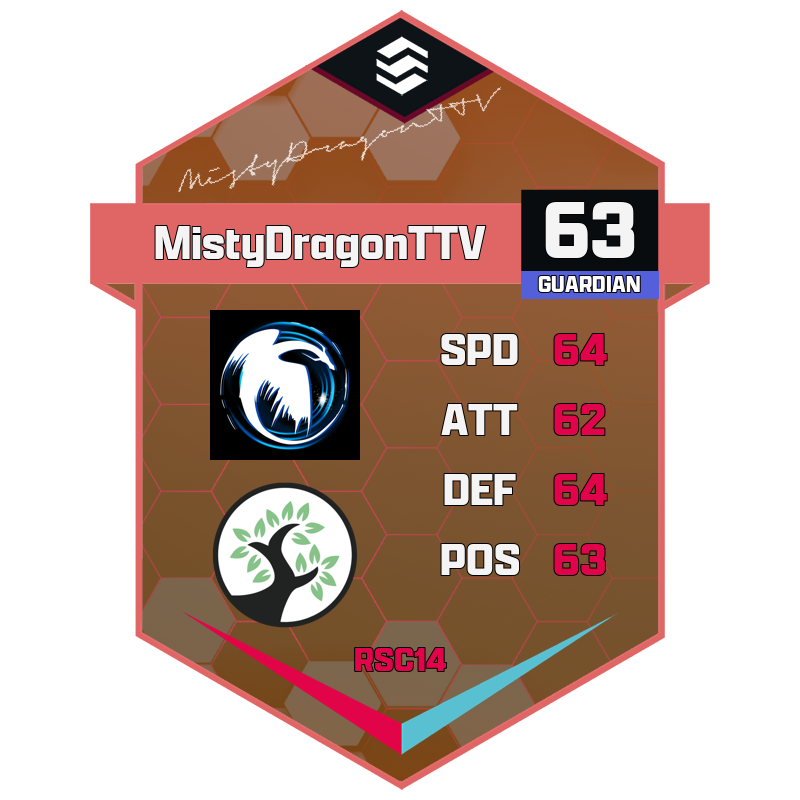 MistyDragonTTV
MistyDragonTTV
63
GUARDIAN
SPD 64
ATT 62
DEF 64
POS 63
RSC14